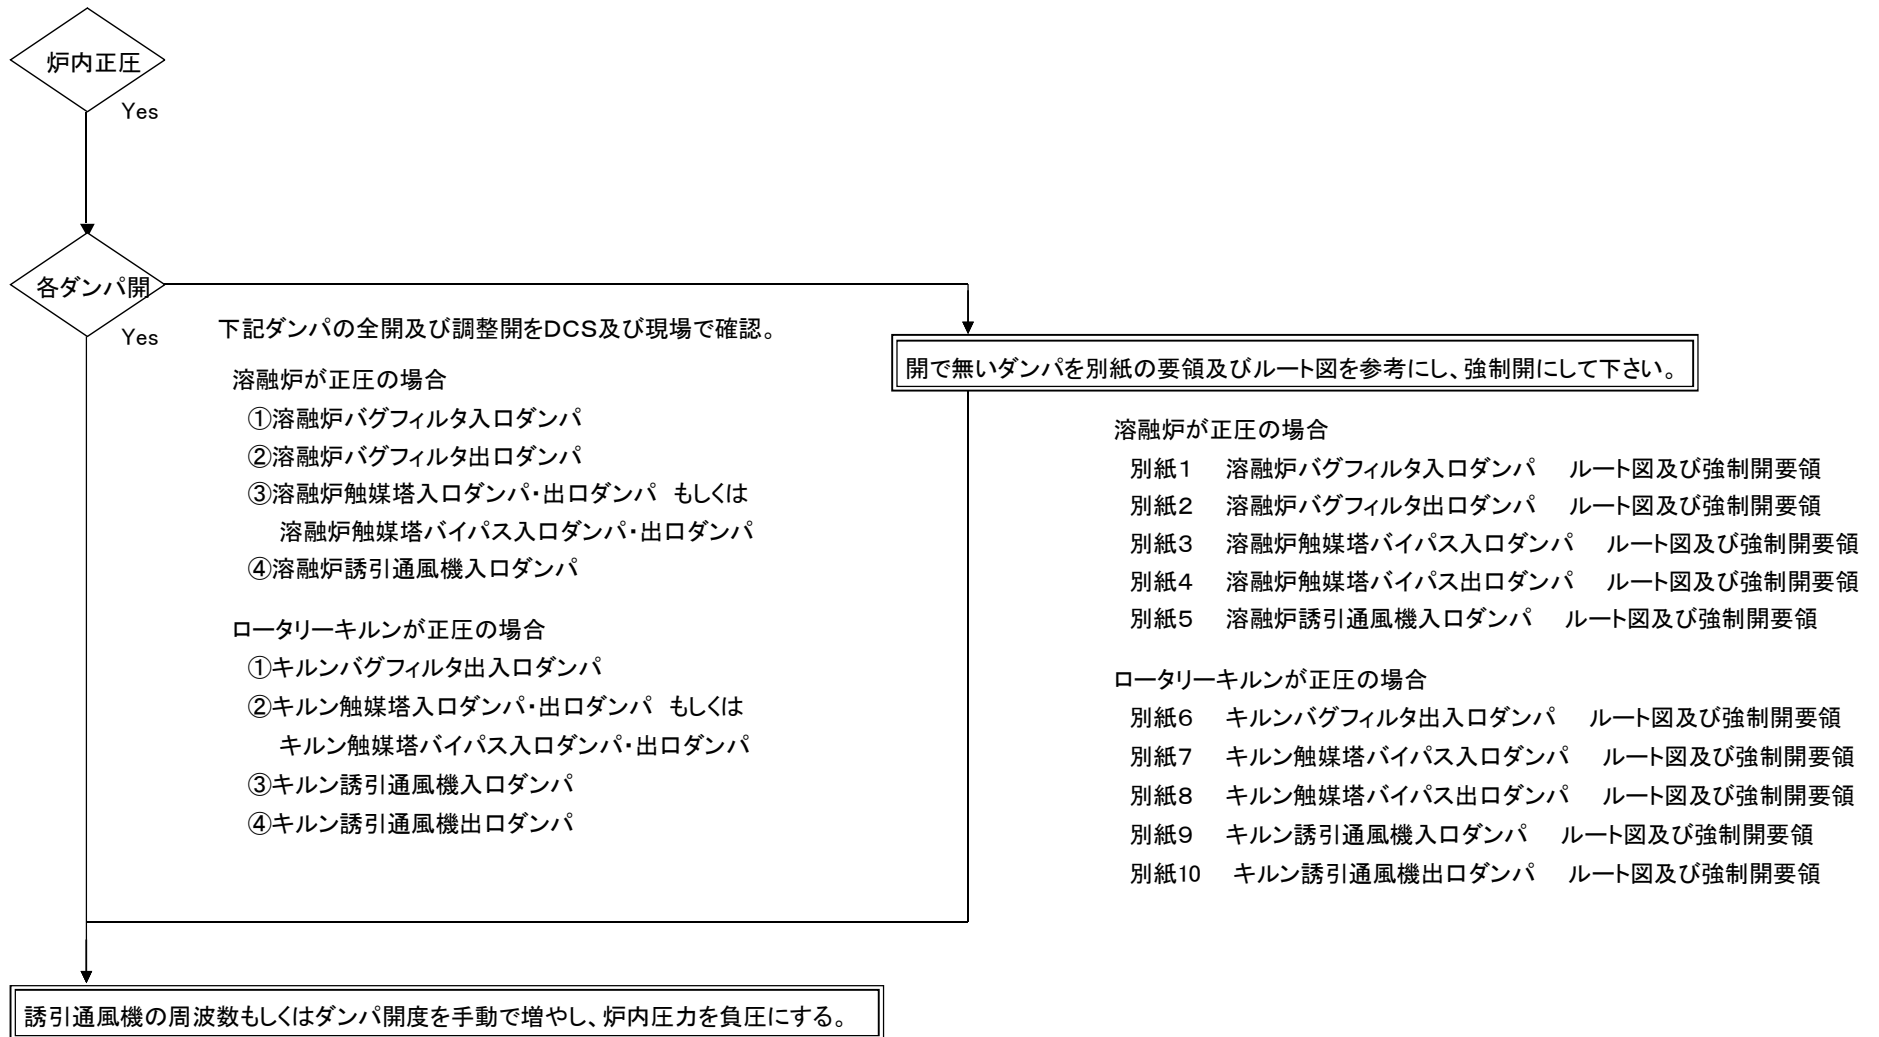 炉内正圧
Yes
各ダンパ開
Yes
下記ダンパの全開及び調整開をDCS及び現場で確認。
溶融炉が正圧の場合
①溶融炉バグフィルタ入口ダンパ
②溶融炉バグフィルタ出口ダンパ
③溶融炉触媒塔入口ダンパ・出口ダンパ　もしくは
溶融炉触媒塔バイパス入口ダンパ・出口ダンパ
④溶融炉誘引通風機入口ダンパ
ロータリーキルンが正圧の場合
①キルンバグフィルタ出入口ダンパ
②キルン触媒塔入口ダンパ・出口ダンパ　もしくは
キルン触媒塔バイパス入口ダンパ・出口ダンパ
③キルン誘引通風機入口ダンパ
④キルン誘引通風機出口ダンパ
開で無いダンパを別紙の要領及びルート図を参考にし、強制開にして下さい。
溶融炉が正圧の場合
別紙1　溶融炉バグフィルタ入口ダンパ　ルート図及び強制開要領
別紙2　溶融炉バグフィルタ出口ダンパ　ルート図及び強制開要領
別紙3　溶融炉触媒塔バイパス入口ダンパ　ルート図及び強制開要領
別紙4　溶融炉触媒塔バイパス出口ダンパ　ルート図及び強制開要領
別紙5　溶融炉誘引通風機入口ダンパ　ルート図及び強制開要領
ロータリーキルンが正圧の場合
別紙6　キルンバグフィルタ出入口ダンパ　ルート図及び強制開要領
別紙7　キルン触媒塔バイパス入口ダンパ　ルート図及び強制開要領
別紙8　キルン触媒塔バイパス出口ダンパ　ルート図及び強制開要領
別紙9　キルン誘引通風機入口ダンパ　ルート図及び強制開要領
別紙10　キルン誘引通風機出口ダンパ　ルート図及び強制開要領
誘引通風機の周波数もしくはダンパ開度を手動で増やし、炉内圧力を負圧にする。